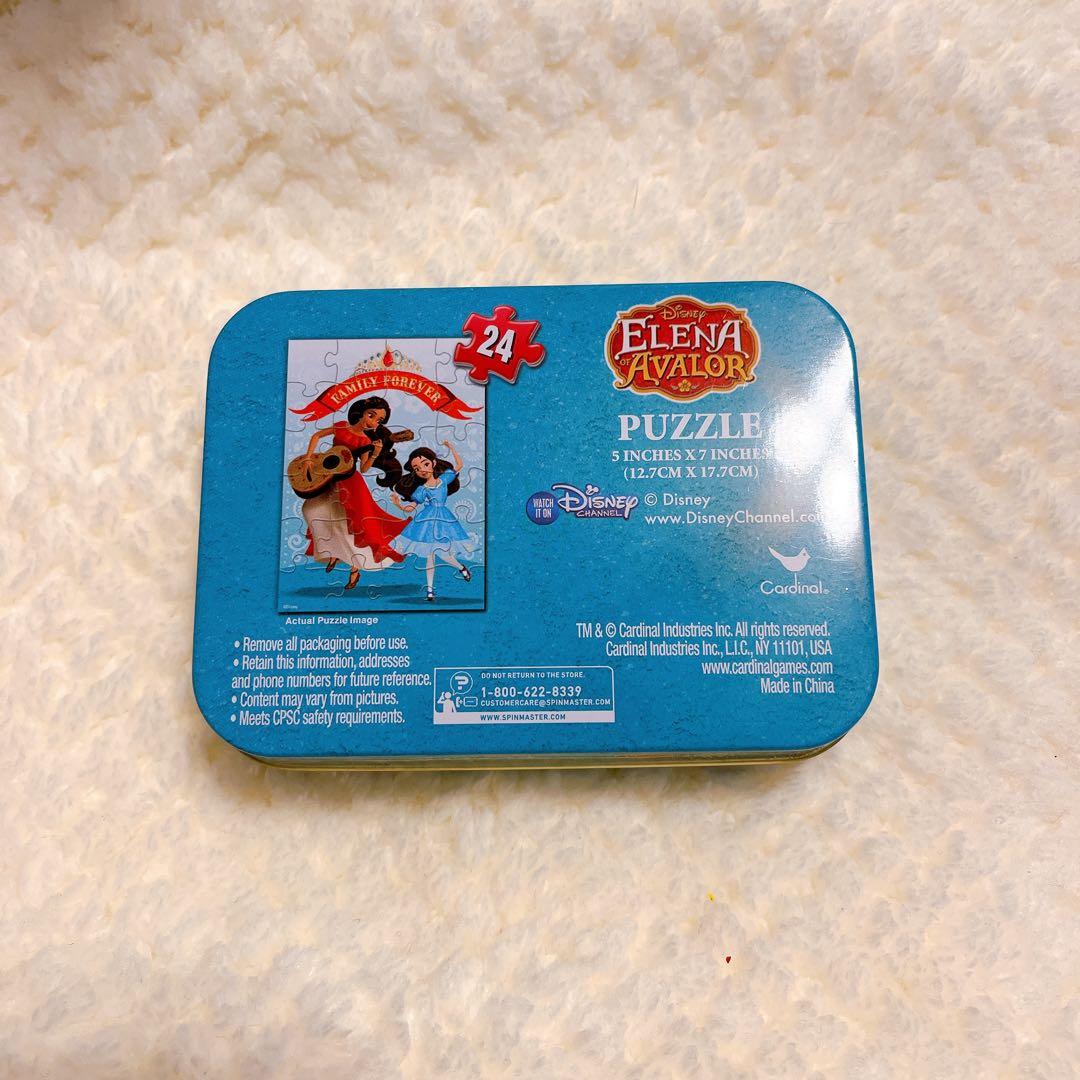 24
FAMILY FOREVER
Actual Puzzle Image
• Remove all packaging before use.
• Retain this information, addresses
and phone numbers for future reference.
• Content may vary from pictures.
• Meets CPSC safety requirements.
DO NOT RETURN TO THE STORE.
1-800-622-8339
CUSTOMERCARE@SPINMASTER.COM
WWW.SPINMASTER.COM
Disney
ELENA
OF AVALOR
PUZZLE
5 INCHES X 7 INCHES
(12.7CM X 17.7CM)
WATCH IT ON Disney CHANNEL
© Disney
www.DisneyChannel.com
Cardinal®
TM & © Cardinal Industries Inc. All rights reserved.
Cardinal Industries Inc., L.I.C., NY 11101, USA
www.cardinalgames.com
Made in China